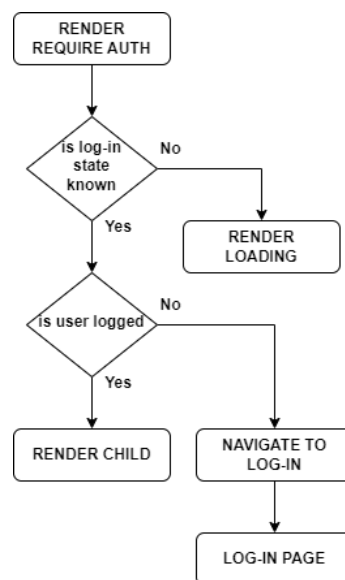 RENDER
REQUIRE AUTH
is log-in
state
known
No
Yes
RENDER
LOADING
is user logged
No
Yes
RENDER CHILD
NAVIGATE TO
LOG-IN
LOG-IN PAGE